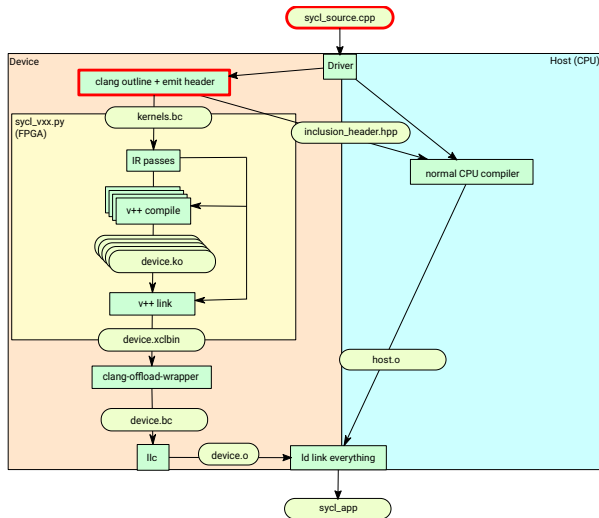 sycl_source.cpp
Device
Host (CPU)
Driver
clang outline + emit header
kernels.bc
sycl_vxx.py
(FPGA)
inclusion_header.hpp
IR passes
normal CPU compiler
v++ compile
device.ko
v++ link
device.xclbin
host.o
clang-offload-wrapper
device.bc
llc
device.o
ld link everything
sycl_app